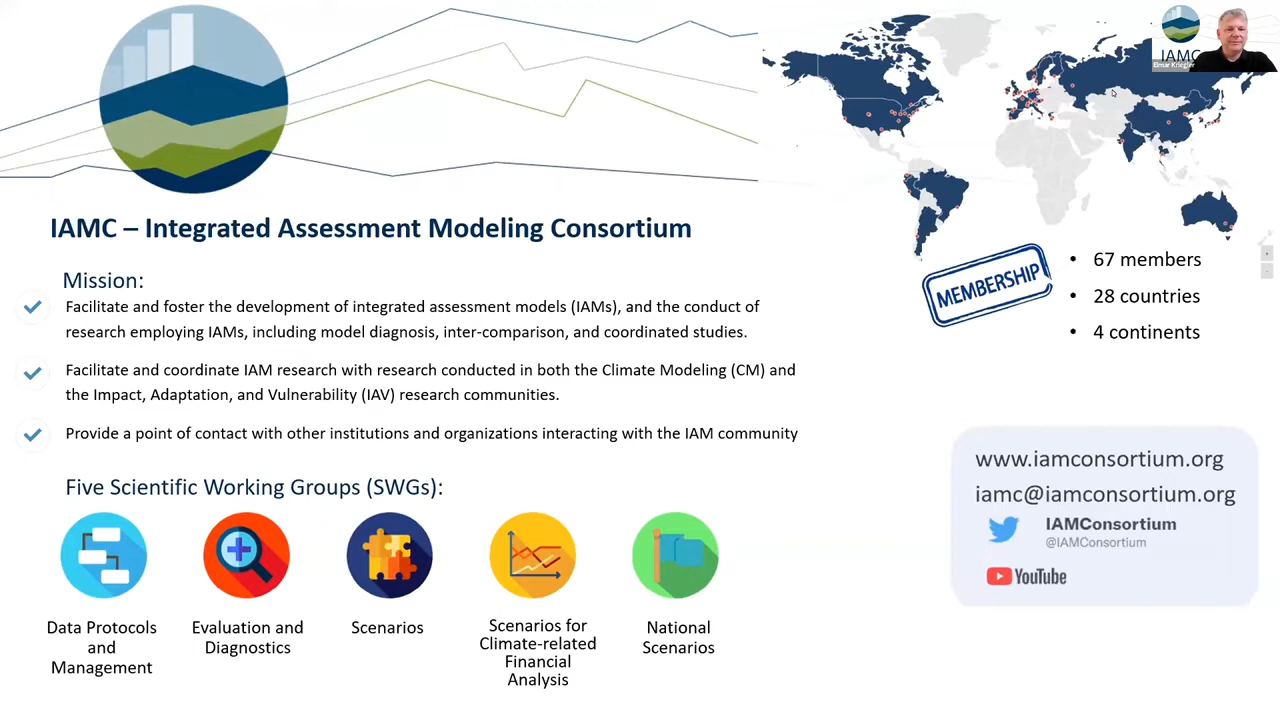 IAMC
Elmar Kriegler
IAMC – Integrated Assessment Modeling Consortium
Mission:
Facilitate and foster the development of integrated assessment models (IAMs), and the conduct of
research employing IAMs, including model diagnosis, inter-comparison, and coordinated studies.
Facilitate and coordinate IAM research with research conducted in both the Climate Modeling (CM) and
the Impact, Adaptation, and Vulnerability (IAV) research communities.
Provide a point of contact with other institutions and organizations interacting with the IAM community
MEMBERSHIP
• 67 members
• 28 countries
• 4 continents
www.iamconsortium.org
iamc@iamconsortium.org
IAMConsortium
@IAMConsortium
YouTube
Five Scientific Working Groups (SWGs):
Data Protocols
and
Management
Evaluation and
Diagnostics
Scenarios
Scenarios for
Climate-related
Financial
Analysis
National
Scenarios